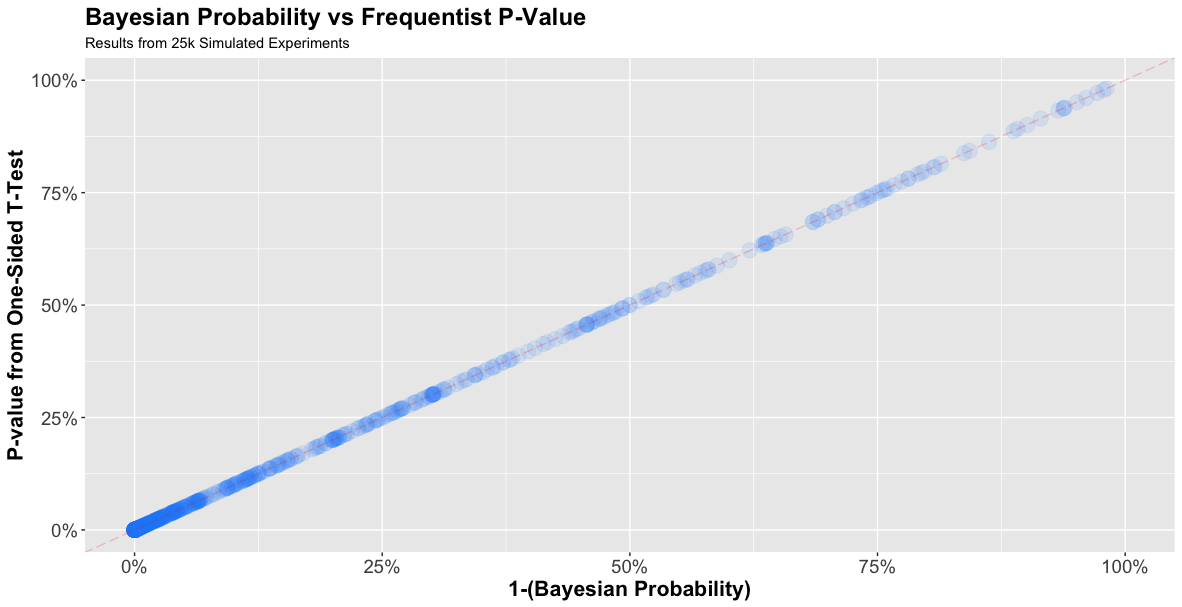 Bayesian Probability vs Frequentist P-Value
Results from 25k Simulated Experiments
P-value from One-Sided T-Test
100%
75%
50%
25%
0%
0% 25% 50% 75% 100%
1-(Bayesian Probability)